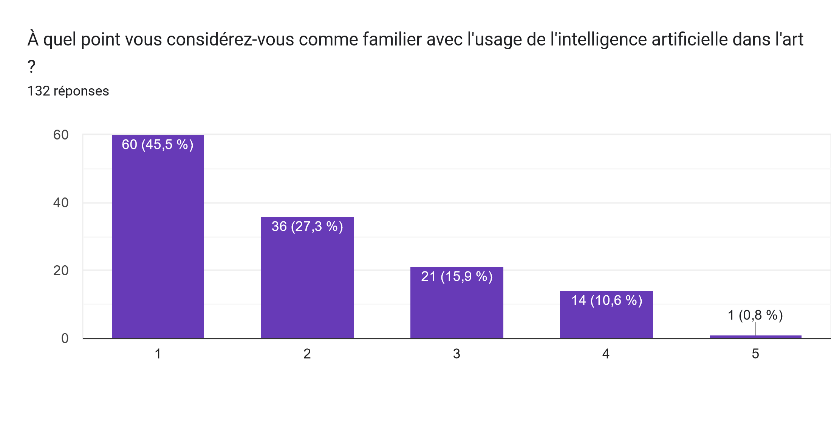 À quel point vous considérez-vous comme familier avec l'usage de l'intelligence artificielle dans l'art
?
132 réponses
60
40
20
0
60 (45,5 %)
36 (27,3 %)
21 (15,9 %)
14 (10,6 %)
1 (0,8 %)
1
2
3
4
5